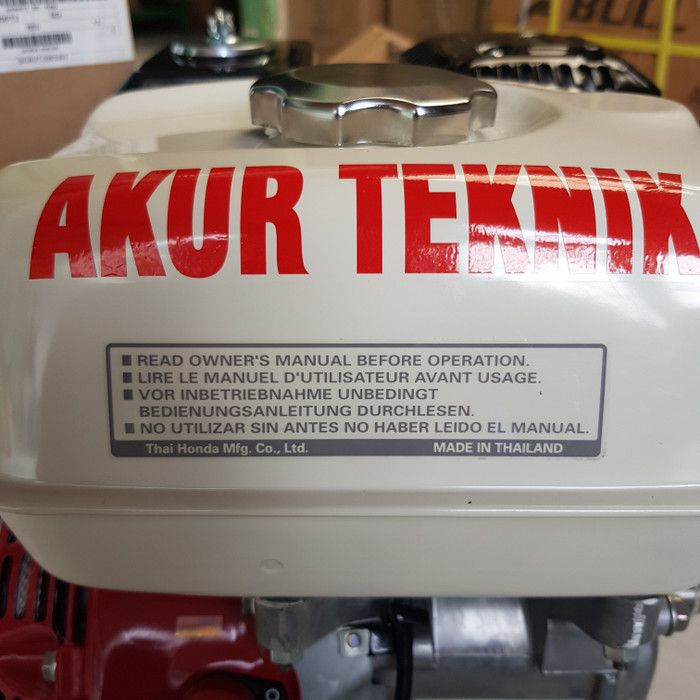 AKUR TEKNIK
READ OWNER'S MANUAL BEFORE OPERATION.
LIRE LE MANUEL D'UTILISATEUR AVANT USAGE.
VOR INBETRIEBNAHME UNBEDINGT
BEDIENUNGSANLEITUNG DURCHLESEN.
NO UTILIZAR SIN ANTES NO HABER LEIDO EL MANUAL.
Thai Honda Mfg. Co., Ltd. MADE IN THAILAND